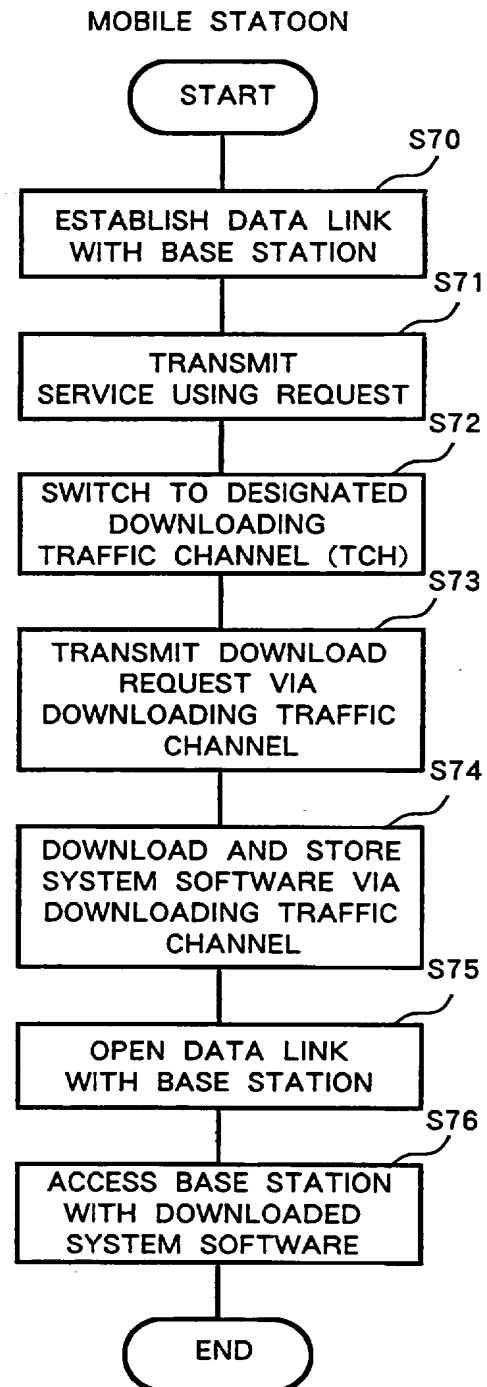 MOBILE STATOON
START
S70
ESTABLISH DATA LINK
WITH BASE STATION
S71
TRANSMIT
SERVICE USING REQUEST
S72
SWITCH TO DESIGNATED
DOWNLOADING
TRAFFIC CHANNEL (TCH)
S73
TRANSMIT DOWNLOAD
REQUEST VIA
DOWNLOADING TRAFFIC
CHANNEL
S74
DOWNLOAD AND STORE
SYSTEM SOFTWARE VIA
DOWNLOADING TRAFFIC
CHANNEL
S75
OPEN DATA LINK
WITH BASE STATION
S76
ACCESS BASE STATION
WITH DOWNLOADED
SYSTEM SOFTWARE
END